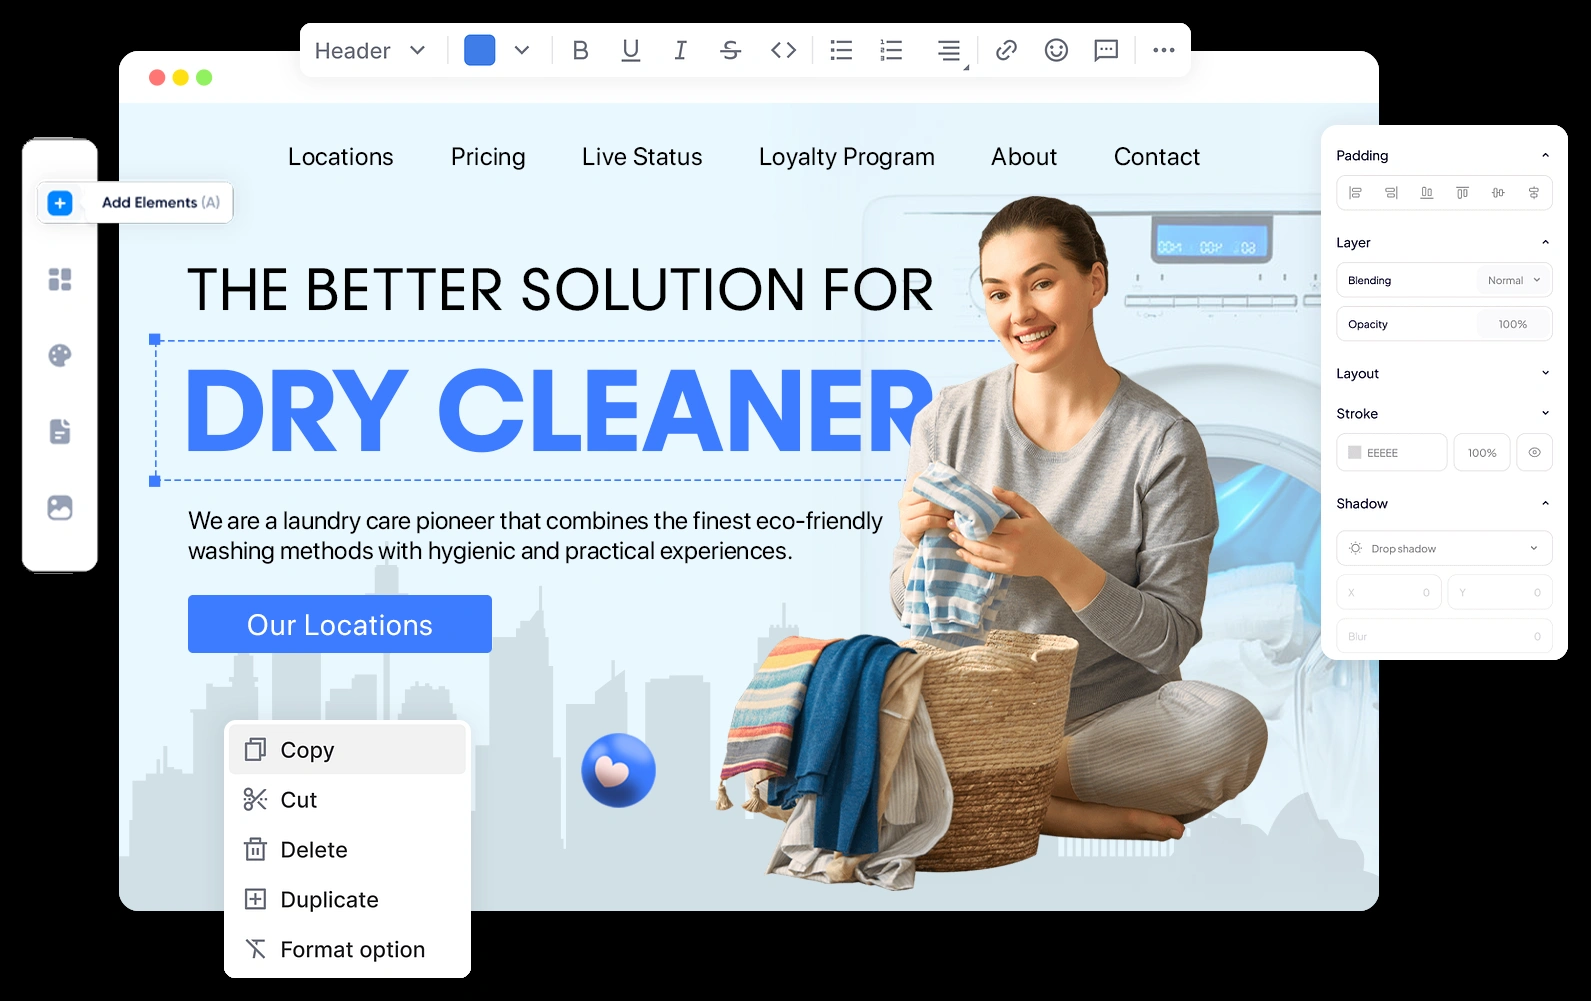 Header
Locations Pricing Live Status Loyalty Program About Contact
Add Elements (A)
THE BETTER SOLUTION FOR
DRY CLEANER
We are a laundry care pioneer that combines the finest eco-friendly
washing methods with hygienic and practical experiences.
Our Locations
Copy
Cut
Delete
Duplicate
Format option
Padding
Layer
Blending Normal
Opacity 100%
Layout
Stroke
EEEEE 100%
Shadow
Drop shadow
X 0 Y 0
Blur 0